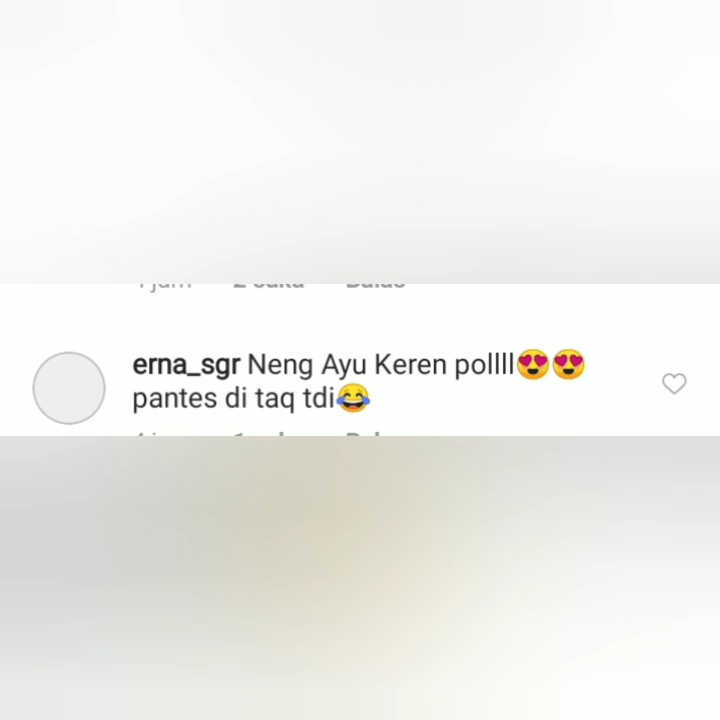 erna_sgr Neng Ayu Keren pollll😍😍
pantes di taq tdi😂